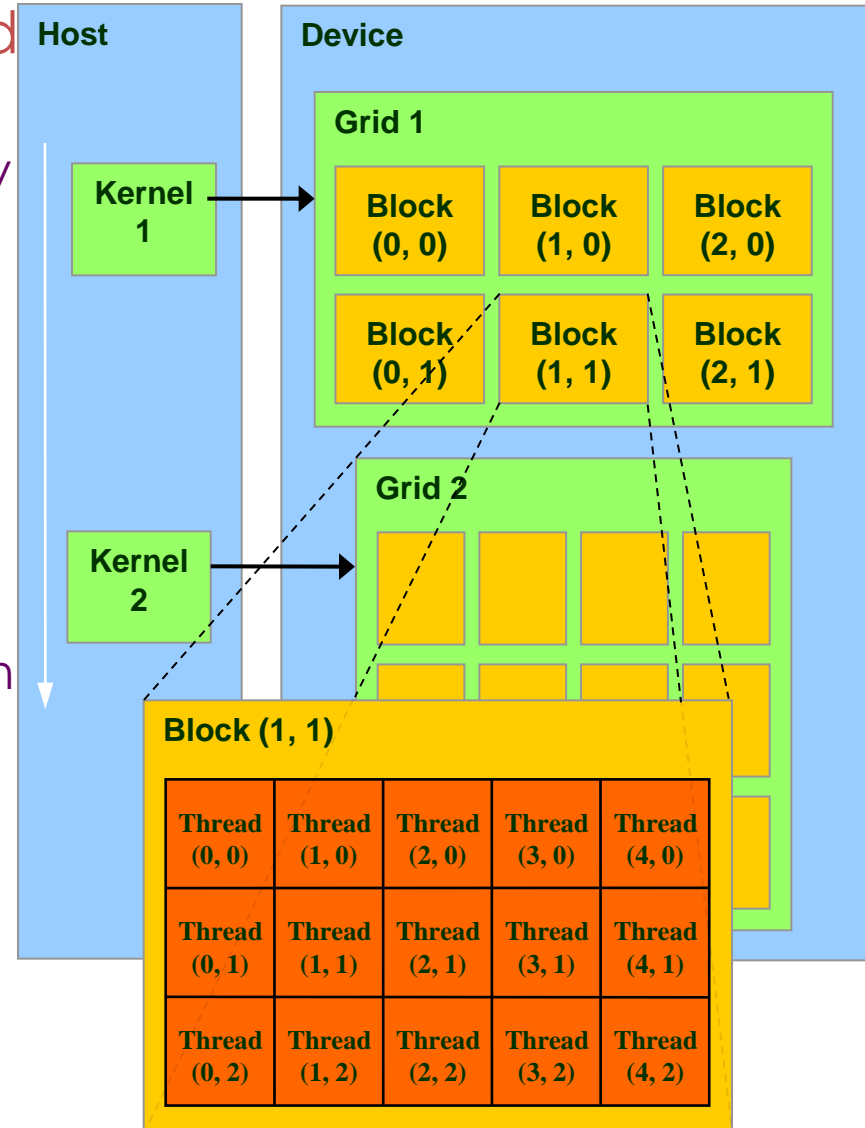 d
Host
Device
Grid 1
y
Kernel
1
Block
(0, 0)
Block
(1, 0)
Block
(2, 0)
Block
(0, 1)
Block
(1, 1)
Block
(2, 1)
Grid 2
Kernel
2
n
Block (1, 1)
Thread
(0, 0)
Thread
(1, 0)
Thread
(2, 0)
Thread
(3, 0)
Thread
(4, 0)
Thread
(0, 1)
Thread
(1, 1)
Thread
(2, 1)
Thread
(3, 1)
Thread
(4, 1)
Thread
(0, 2)
Thread
(1, 2)
Thread
(2, 2)
Thread
(3, 2)
Thread
(4, 2)